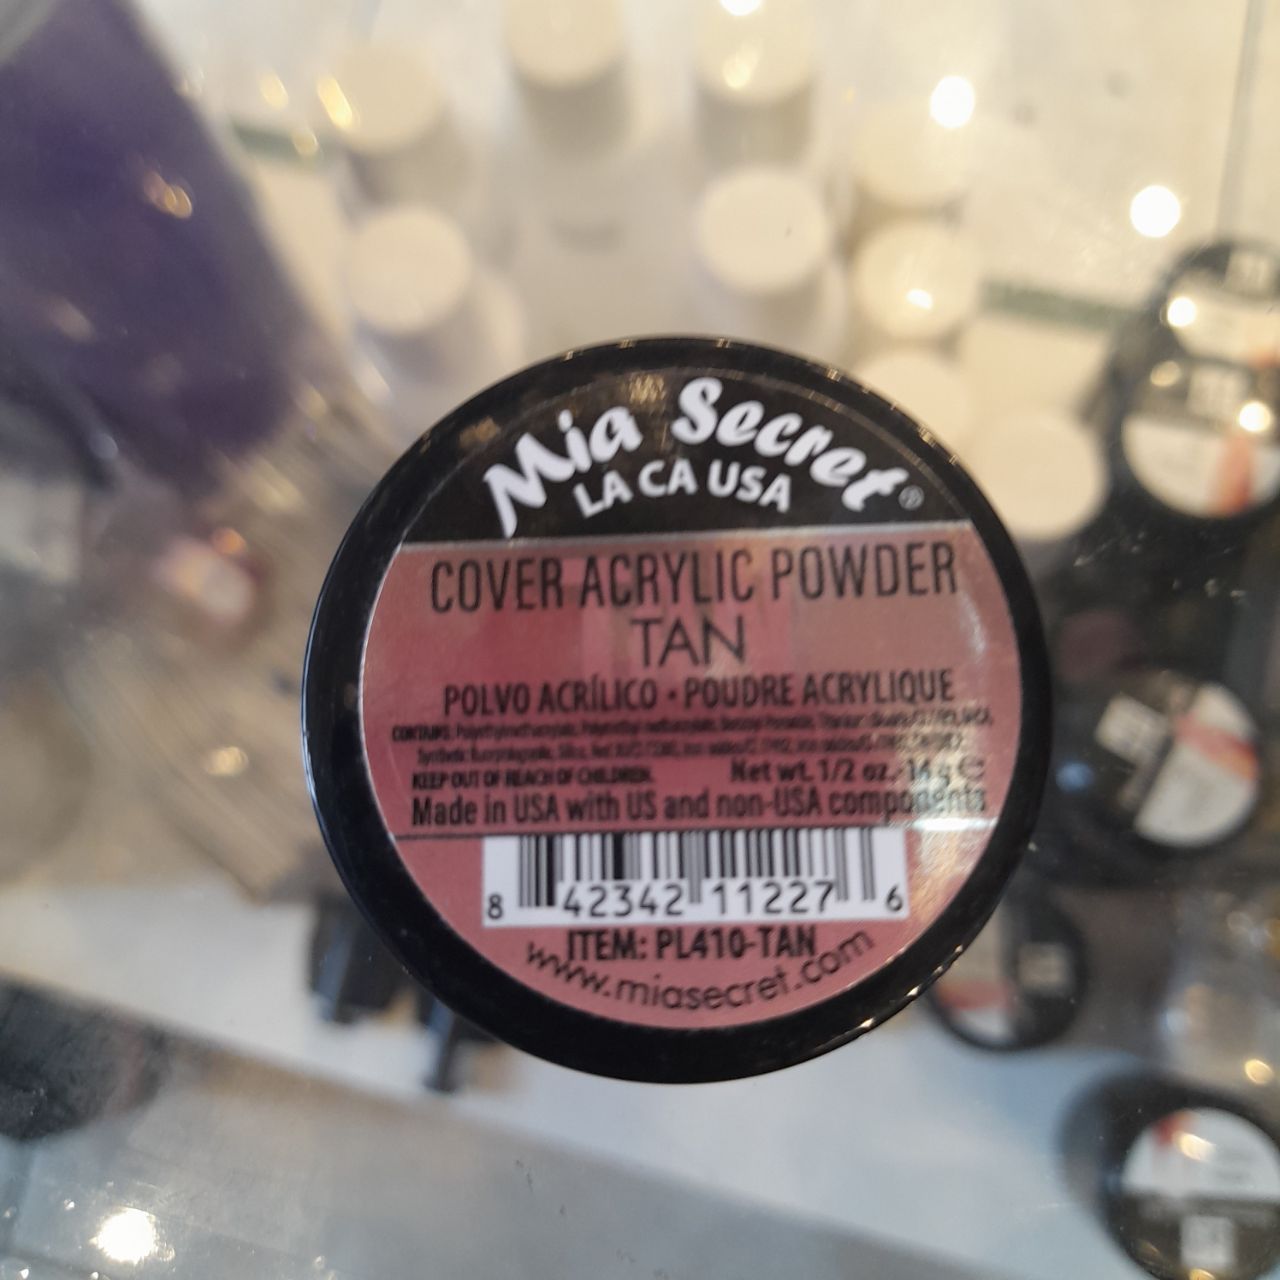 Mia Secret®
LA CA USA
COVER ACRYLIC POWDER
TAN
POLVO ACRÍLICO • POUDRE ACRYLIQUE
CONTAINS:
KEEP OUT OF REACH OF CHILDREN. Net wt. 1/2 oz.-14 g ℮
Made in USA with US and non-USA components
8 42342 11227 6
ITEM: PL410-TAN
www.miasecret.com